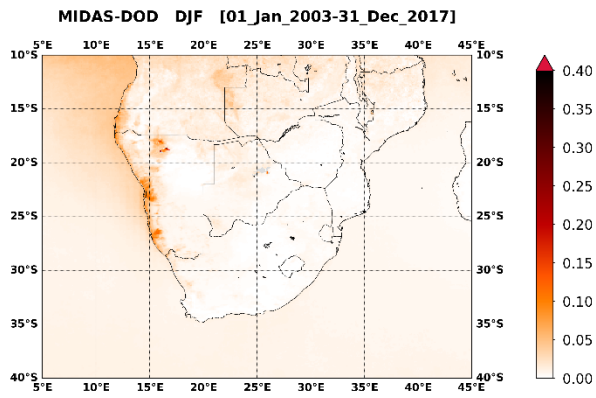 MIDAS-DOD DJF [01_Jan_2003-31_Dec_2017]
5°E 10°E 15°E 20°E 25°E 30°E 35°E 40°E 45°E
10°S 10°S
0.40
15°S 15°S
0.35
0.30
20°S 20°S
0.25
25°S 25°S
0.20
0.15
30°S 30°S
0.10
35°S 35°S
0.05
40°S 40°S
0.00
5°E 10°E 15°E 20°E 25°E 30°E 35°E 40°E 45°E